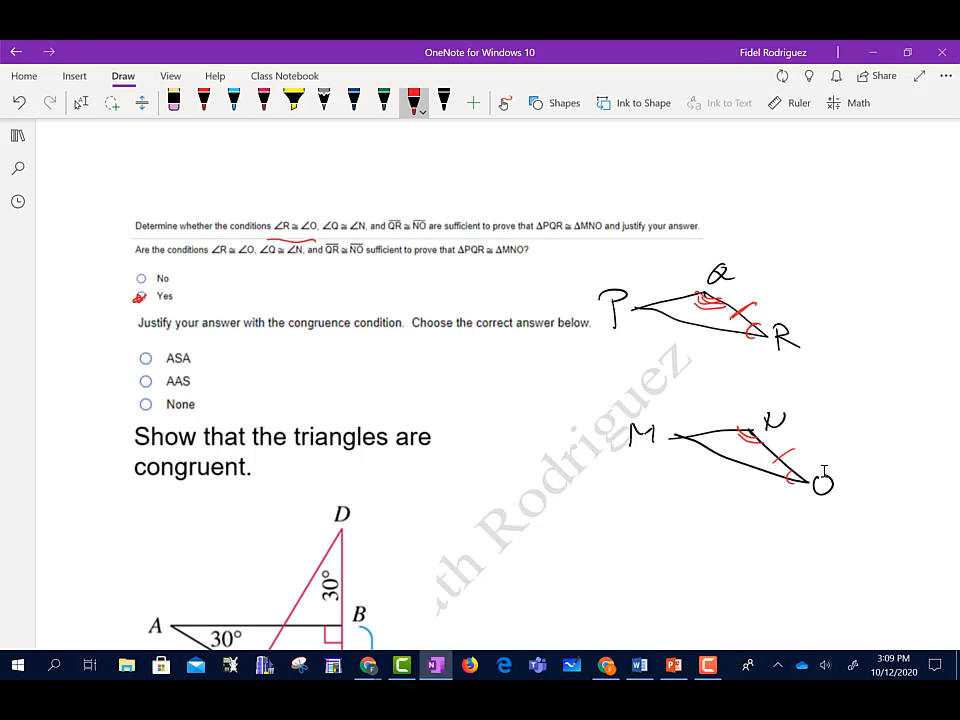 OneNote for Windows 10
Fidel Rodriguez
Home Insert Draw View Help Class Notebook
Share
Shapes Ink to Shape Ink to Text Ruler Math
Determine whether the conditions ∠R ≅ ∠O, ∠Q ≅ ∠N, and QR ≅ NO are sufficient to prove that ΔPQR ≅ ΔMNO and justify your answer.
Are the conditions ∠R ≅ ∠O, ∠Q ≅ ∠N, and QR ≅ NO sufficient to prove that ΔPQR ≅ ΔMNO?
No
Yes
Justify your answer with the congruence condition. Choose the correct answer below.
ASA
AAS
None
Show that the triangles are
congruent.
Q
P
R
M
N
O
D
30°
A
B
30°
ath Rodriguez
3:09 PM
10/12/2020